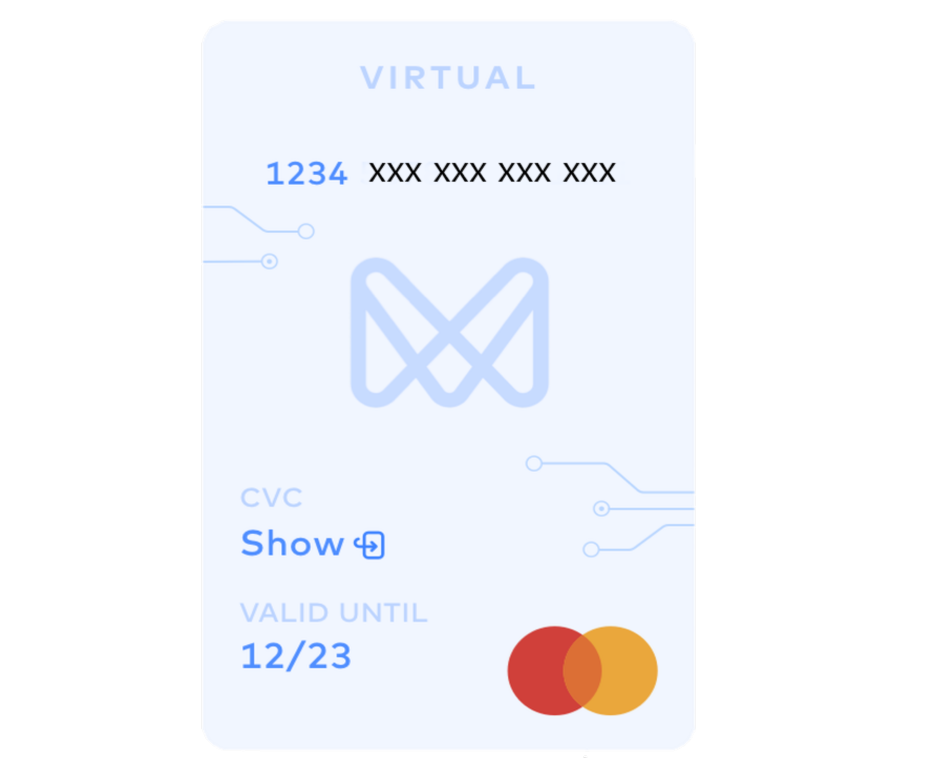 VIRTUAL
1234 XXX XXX XXX XXX
CVC
Show
VALID UNTIL
12/23